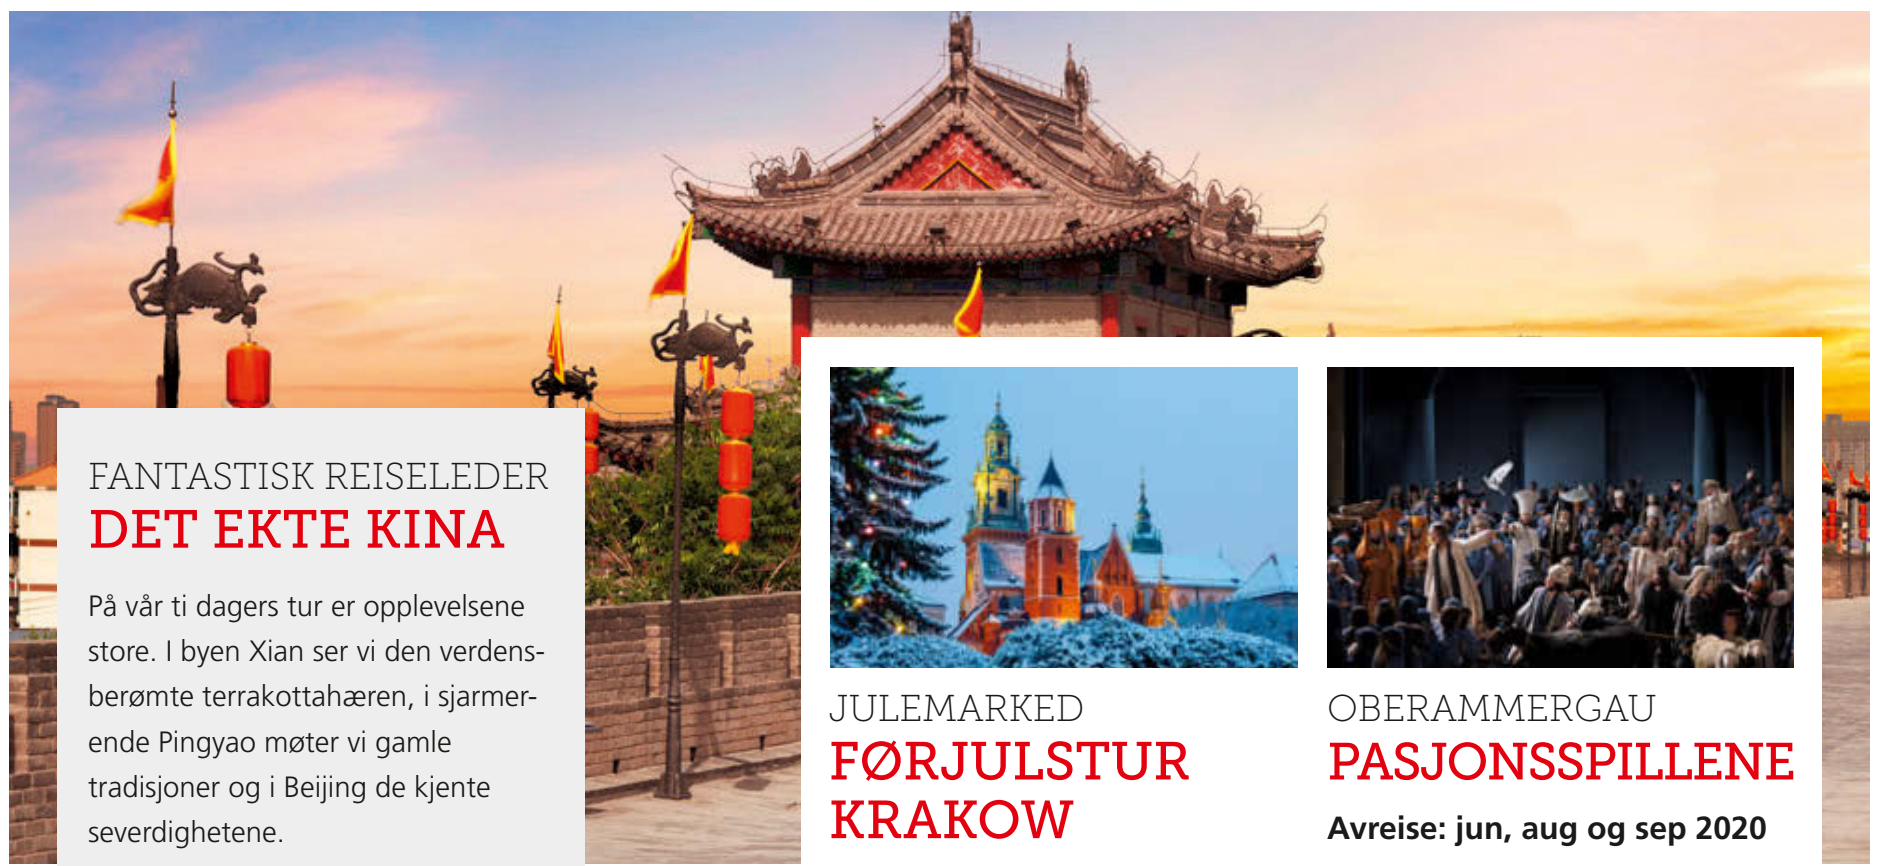 FANTASTISK REISELEDER
DET EKTE KINA
På vår ti dagers tur er opplevelsene
store. I byen Xian ser vi den verdens-
berømte terrakottahæren, i sjarmer-
ende Pingyao møter vi gamle
tradisjoner og i Beijing de kjente
severdighetene.
JULEMARKED
FØRJULSTUR
KRAKOW
OBERAMMERGAU
PASJONSSPILLENE
Avreise: jun, aug og sep 2020